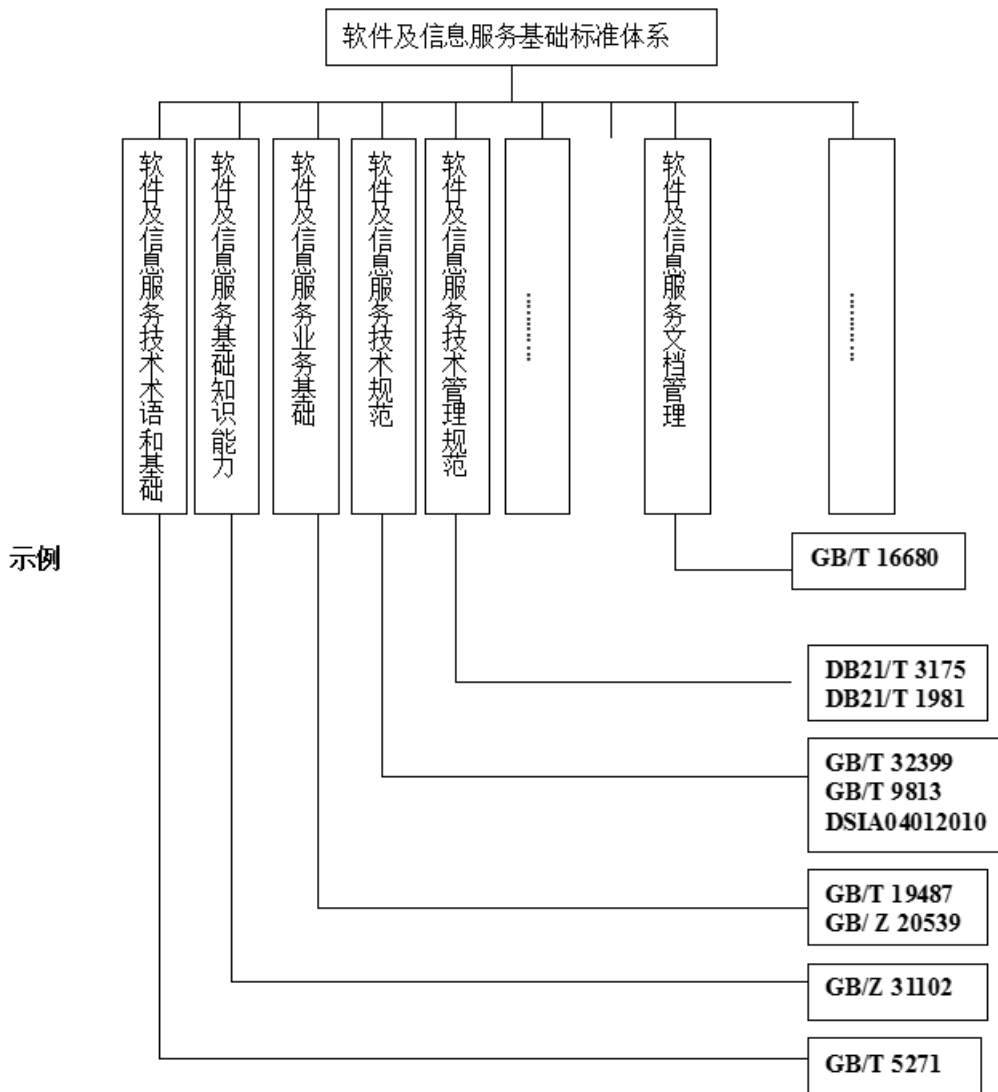 软件及信息服务基础标准体系
软件及信息服务技术术语和基础
软件及信息服务基础知识能力
软件及信息服务业务基础
软件及信息服务技术规范
软件及信息服务技术管理规范
…………
软件及信息服务文档管理
…………
示例
GB/T 16680
DB21/T 3175
DB21/T 1981
GB/T 32399
GB/T 9813
DSIA04012010
GB/T 19487
GB/ Z 20539
GB/Z 31102
GB/T 5271